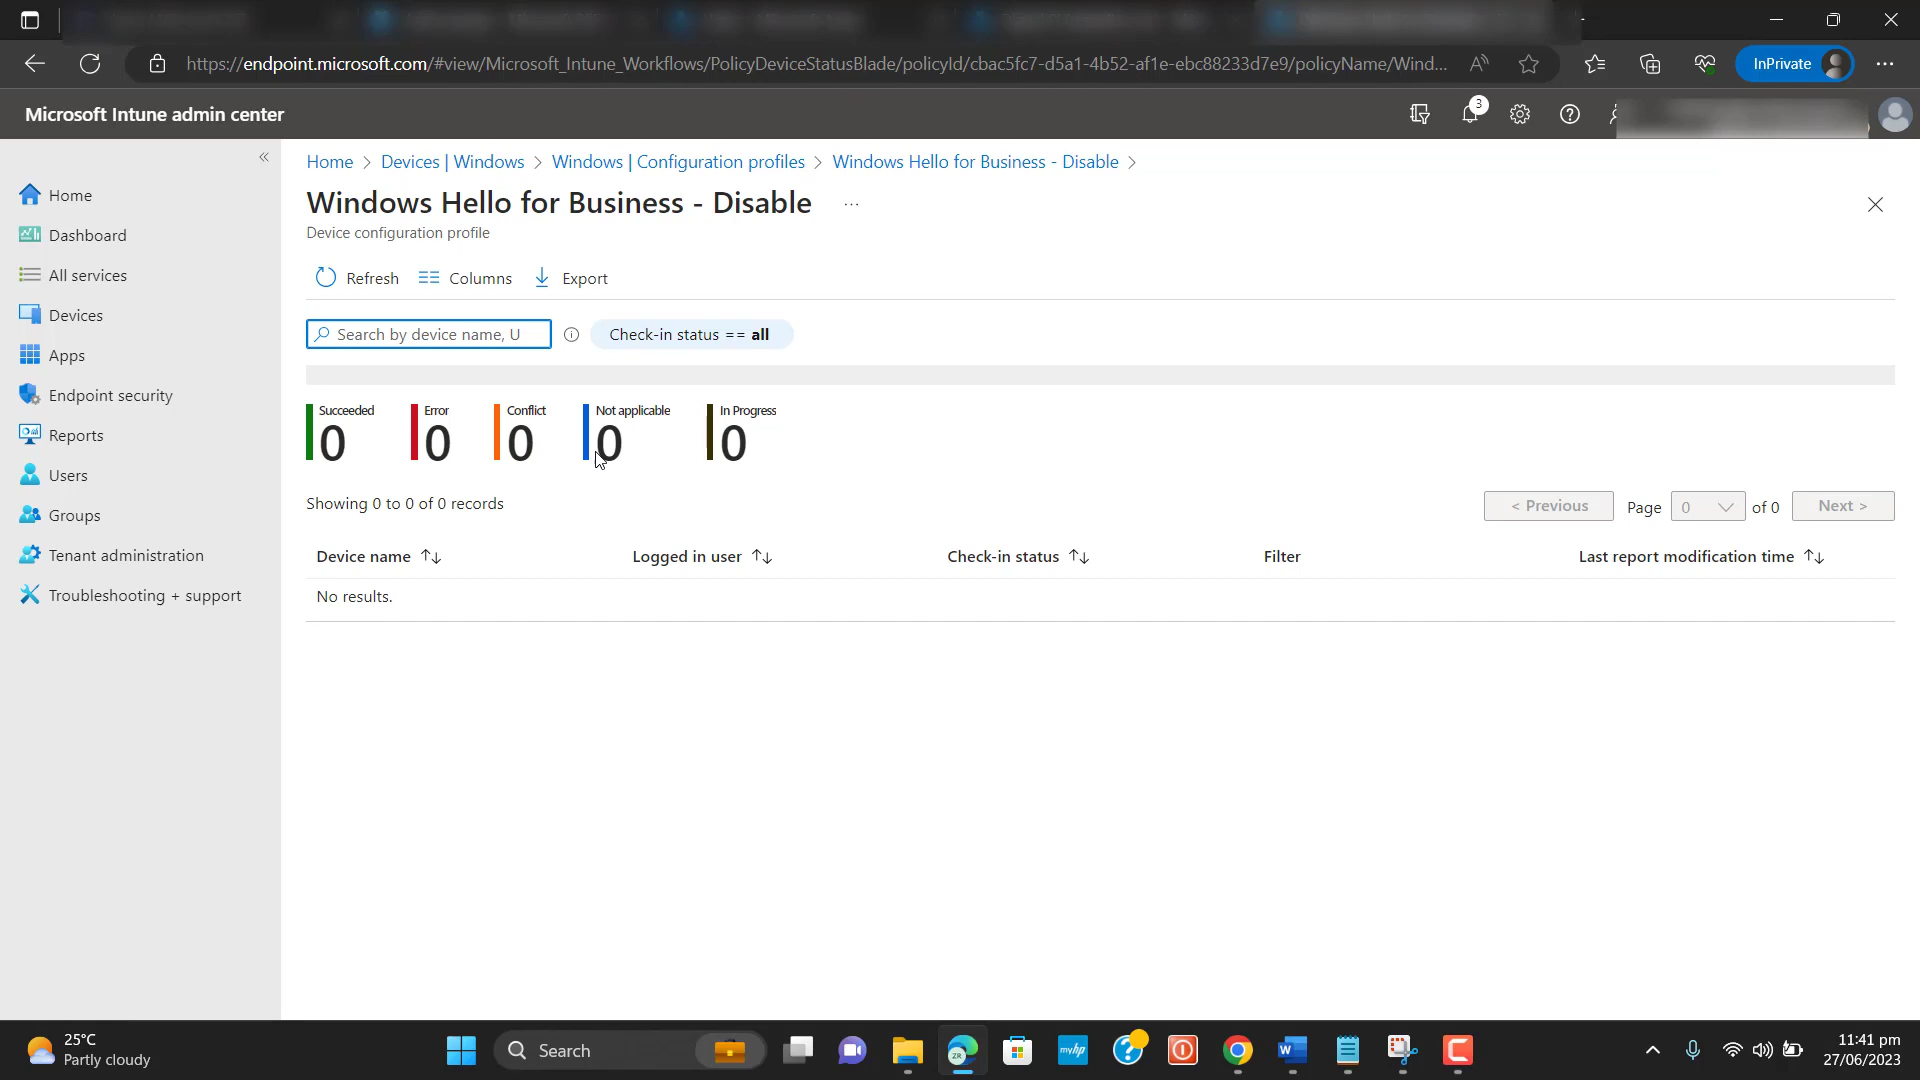 https://endpoint.microsoft.com/#view/Microsoft_Intune_Workflows/PolicyDeviceStatusBlade/policyId/cbac5fc7-d5a1-4b52-af1e-ebc88233d7e9/policyName/Wind...
InPrivate
Microsoft Intune admin center
3
Home > Devices | Windows > Windows | Configuration profiles > Windows Hello for Business - Disable >
Windows Hello for Business - Disable ...
Device configuration profile
Home
Dashboard
All services
Devices
Apps
Endpoint security
Reports
Users
Groups
Tenant administration
Troubleshooting + support
Refresh Columns Export
Search by device name, U Check-in status == all
Succeeded Error Conflict Not applicable In Progress
0 0 0 0 0
Showing 0 to 0 of 0 records
< Previous Page 0 of 0 Next >
Device name Logged in user Check-in status Filter Last report modification time
No results.
25°C
Partly cloudy
Search
ZR
myhp
W
11:41 pm
27/06/2023